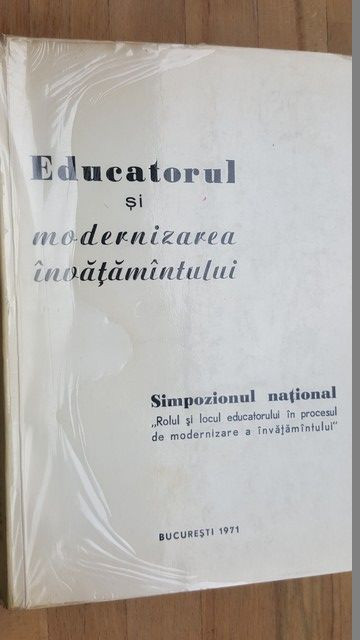 Educatorul
și
modernizarea
învățămîntului
Simpozionul național
„Rolul și locul educatorului în procesul
de modernizare a învățămîntului"
BUCUREȘTI 1971